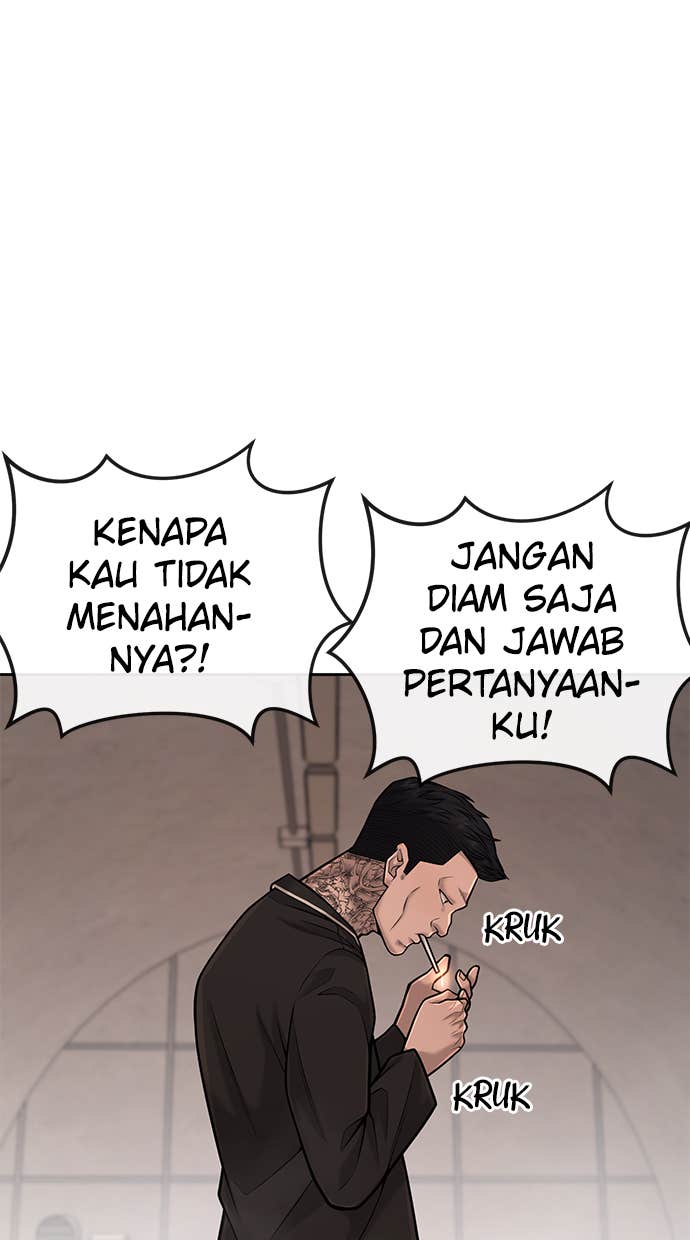 KENAPA
KAU TIDAK
MENAHAN-
NYA?!
JANGAN
DIAM SAJA
DAN JAWAB
PERTANYAAN-
KU!
KRUK
KRUK